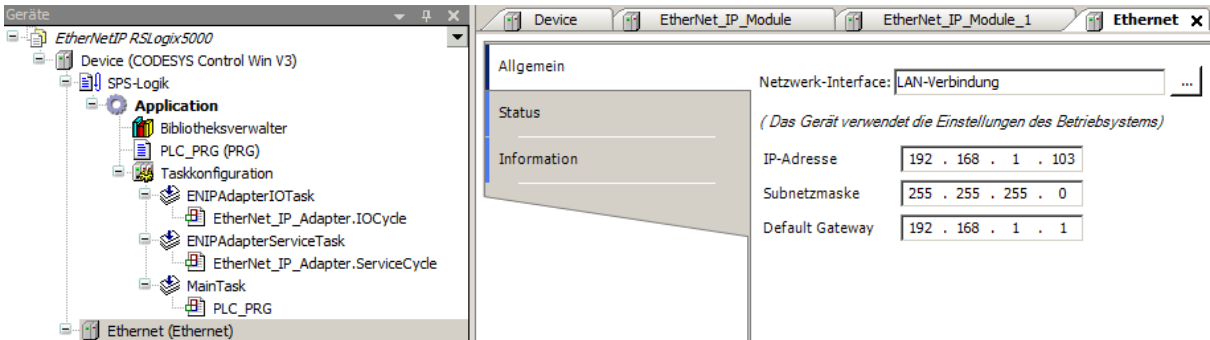 Geräte
EtherNetIP RSLogix5000
Device (CODESYS Control Win V3)
SPS-Logik
Application
Bibliotheksverwalter
PLC_PRG (PRG)
Taskkonfiguration
ENIPAdapterIOTask
EtherNet_IP_Adapter.IOCycle
ENIPAdapterServiceTask
EtherNet_IP_Adapter.ServiceCycle
MainTask
PLC_PRG
Ethernet (Ethernet)
Device EtherNet_IP_Module EtherNet_IP_Module_1 Ethernet
Allgemein
Status
Information
Netzwerk-Interface: LAN-Verbindung ...
( Das Gerät verwendet die Einstellungen des Betriebsystems)
IP-Adresse 192 . 168 . 1 . 103
Subnetzmaske 255 . 255 . 255 . 0
Default Gateway 192 . 168 . 1 . 1